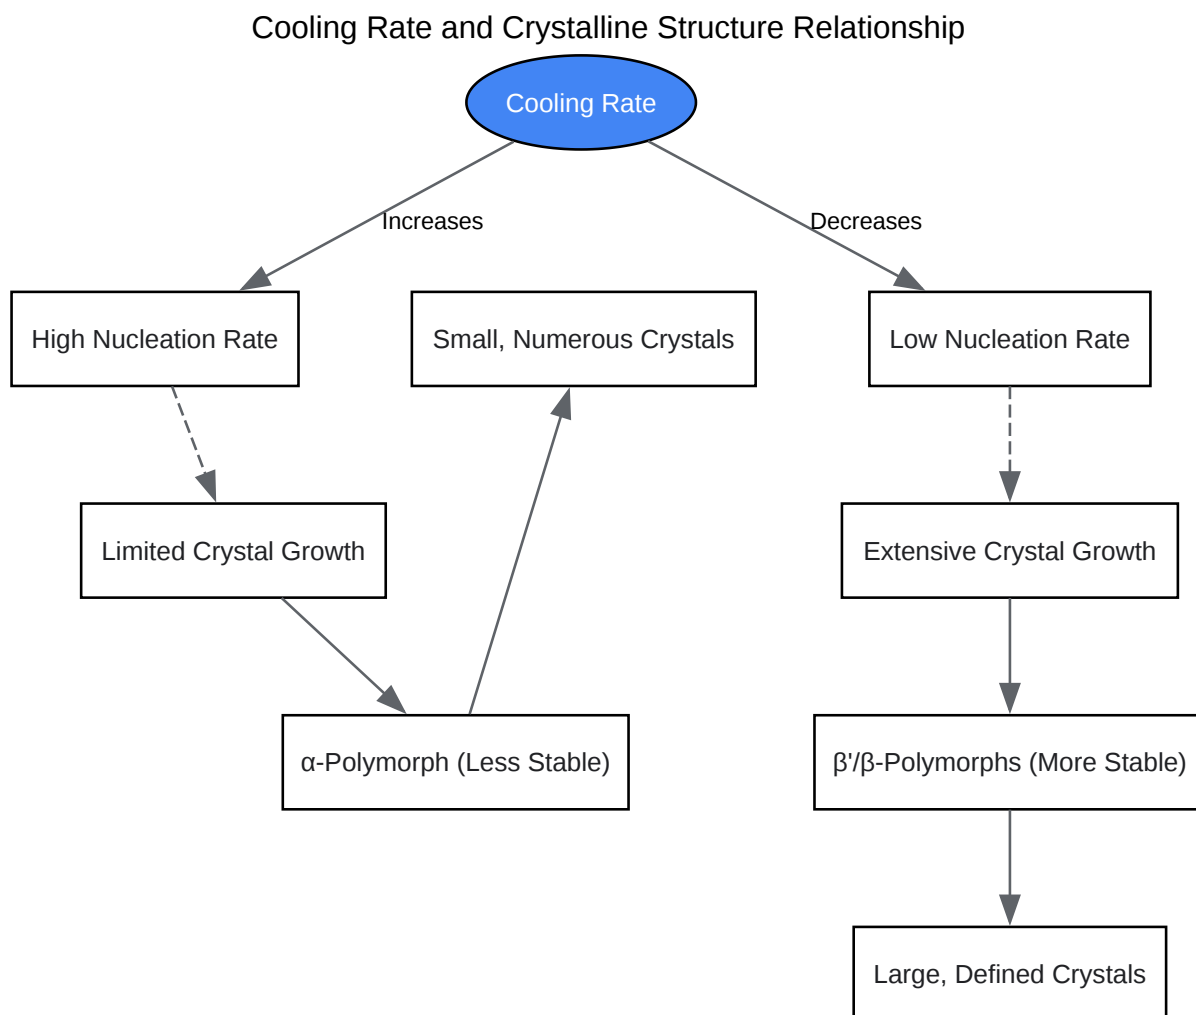 Cooling Rate and Crystalline Structure Relationship
Cooling Rate
Increases
Decreases
High Nucleation Rate
Small, Numerous Crystals
Low Nucleation Rate
Limited Crystal Growth
Extensive Crystal Growth
α-Polymorph (Less Stable)
β'/β-Polymorphs (More Stable)
Large, Defined Crystals